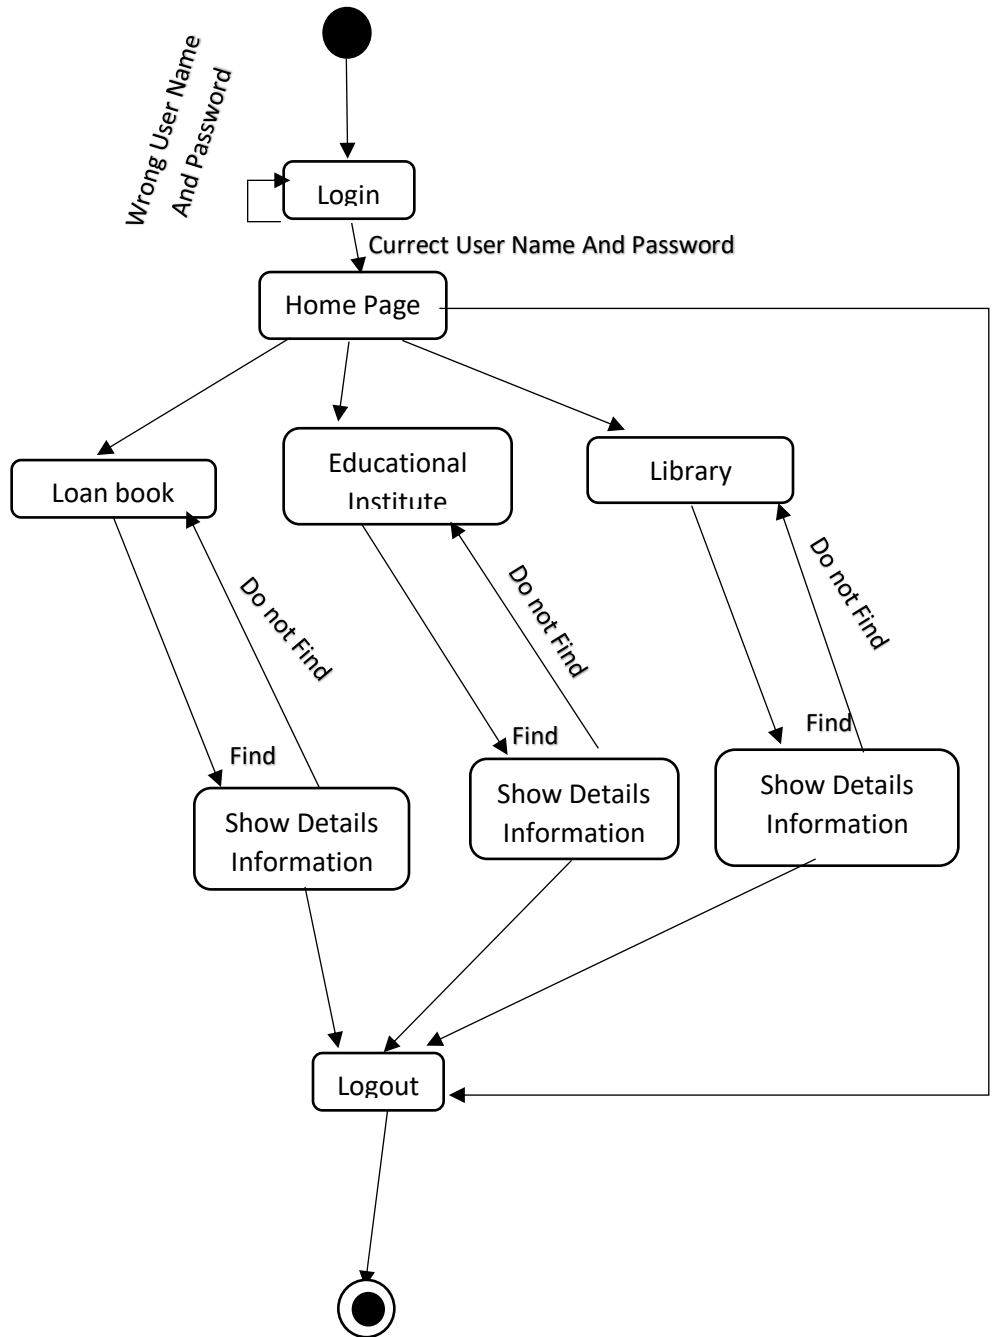 Wrong User Name
And Password
Login
Currect User Name And Password
Home Page
Loan book
Educational
Institute
Library
Do not Find
Do not Find
Do not Find
Find
Find
Find
Show Details
Information
Show Details
Information
Show Details
Information
Logout